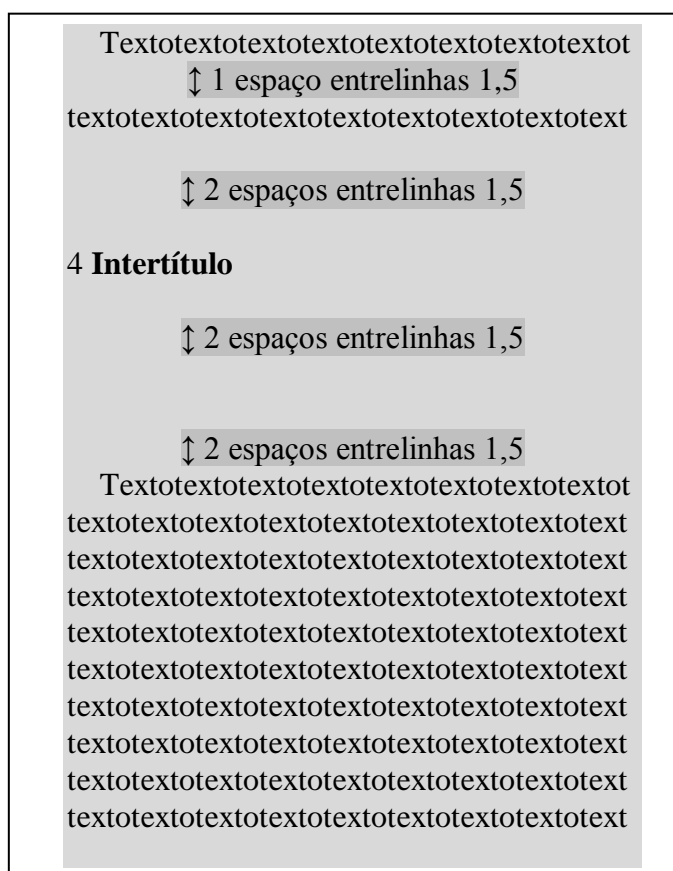 Textotextotextotextotextotextotextotextot
↕ 1 espaço entrelinhas 1,5
textotextotextotextotextotextotextotextotext
↕ 2 espaços entrelinhas 1,5
4 Intertítulo
↕ 2 espaços entrelinhas 1,5
↕ 2 espaços entrelinhas 1,5
Textotextotextotextotextotextotextotextot
textotextotextotextotextotextotextotextotext
textotextotextotextotextotextotextotextotext
textotextotextotextotextotextotextotextotext
textotextotextotextotextotextotextotextotext
textotextotextotextotextotextotextotextotext
textotextotextotextotextotextotextotextotext
textotextotextotextotextotextotextotextotext
textotextotextotextotextotextotextotextotext
textotextotextotextotextotextotextotextotext